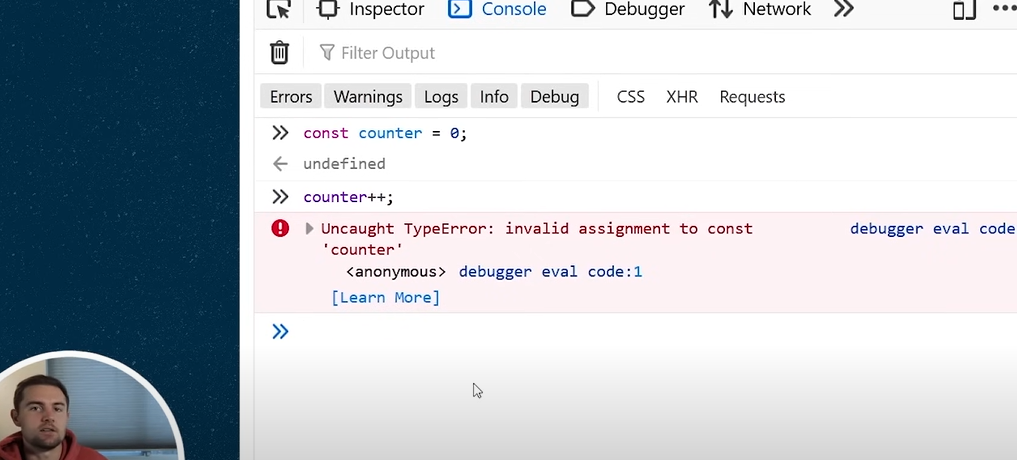 Inspector Console Debugger Network
Filter Output
Errors Warnings Logs Info Debug CSS XHR Requests
const counter = 0;
undefined
counter++;
Uncaught TypeError: invalid assignment to const debugger eval code
'counter'
<anonymous> debugger eval code:1
[Learn More]